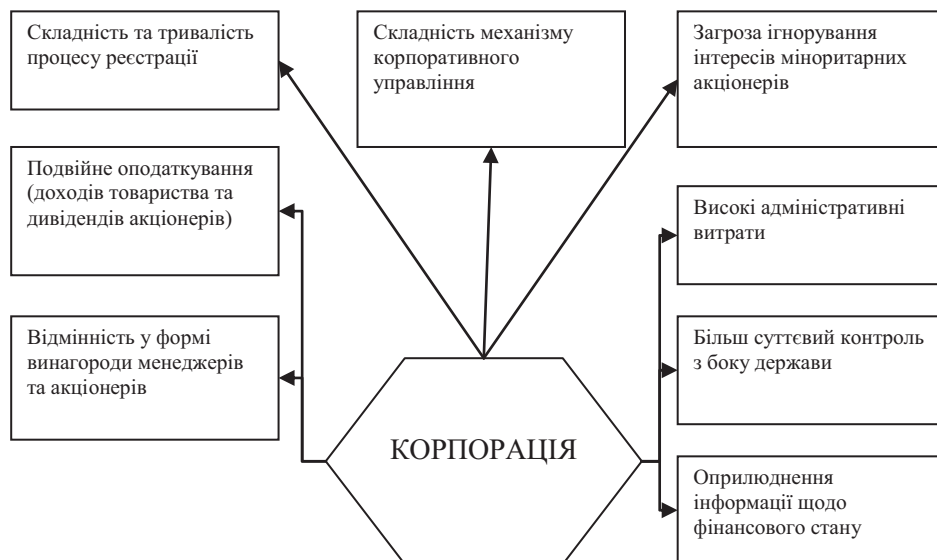 Складність та тривалість
процесу реєстрації
Складність механізму
корпоративного
управління
Загроза ігнорування
інтересів міноритарних
акціонерів
Подвійне оподаткування
(доходів товариства та
дивідендів акціонерів)
Високі адміністративні
витрати
Відмінність у формі
винагороди менеджерів
та акціонерів
Більш суттєвий контроль
з боку держави
КОРПОРАЦІЯ
Оприлюднення
інформації щодо
фінансового стану